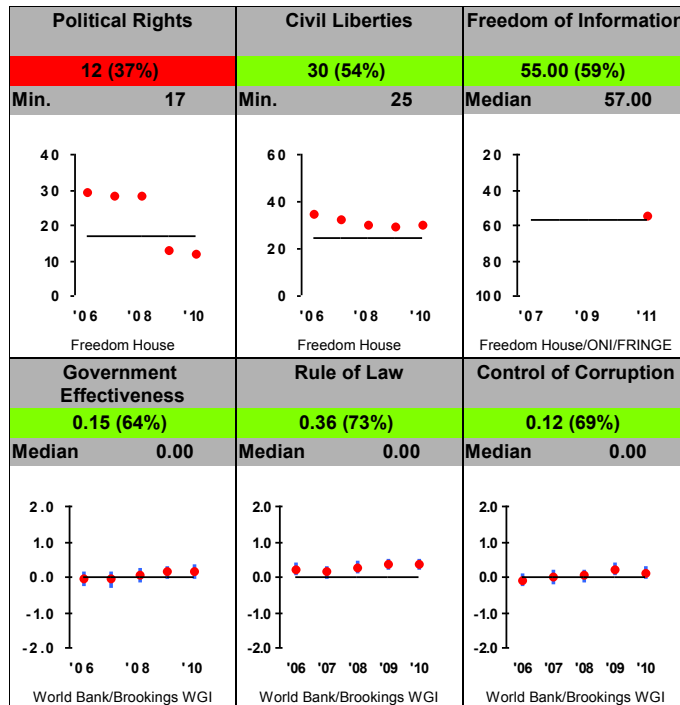 Political Rights
12 (37%)
Min. 17
40
30
20
10
0
'06 '08 '10
Freedom House
Civil Liberties
30 (54%)
Min. 25
60
40
20
0
'06 '08 '10
Freedom House
Freedom of Information
55.00 (59%)
Median 57.00
20
40
60
80
100
'07 '09 '11
Freedom House/ONI/FRINGE
Government
Effectiveness
0.15 (64%)
Median 0.00
2.0
1.0
0.0
-1.0
-2.0
'06 '08 '10
World Bank/Brookings WGI
Rule of Law
0.36 (73%)
Median 0.00
2.0
1.0
0.0
-1.0
-2.0
'06 '07 '08 '09 '10
World Bank/Brookings WGI
Control of Corruption
0.12 (69%)
Median 0.00
2.0
1.0
0.0
-1.0
-2.0
'06 '07 '08 '09 '10
World Bank/Brookings WGI